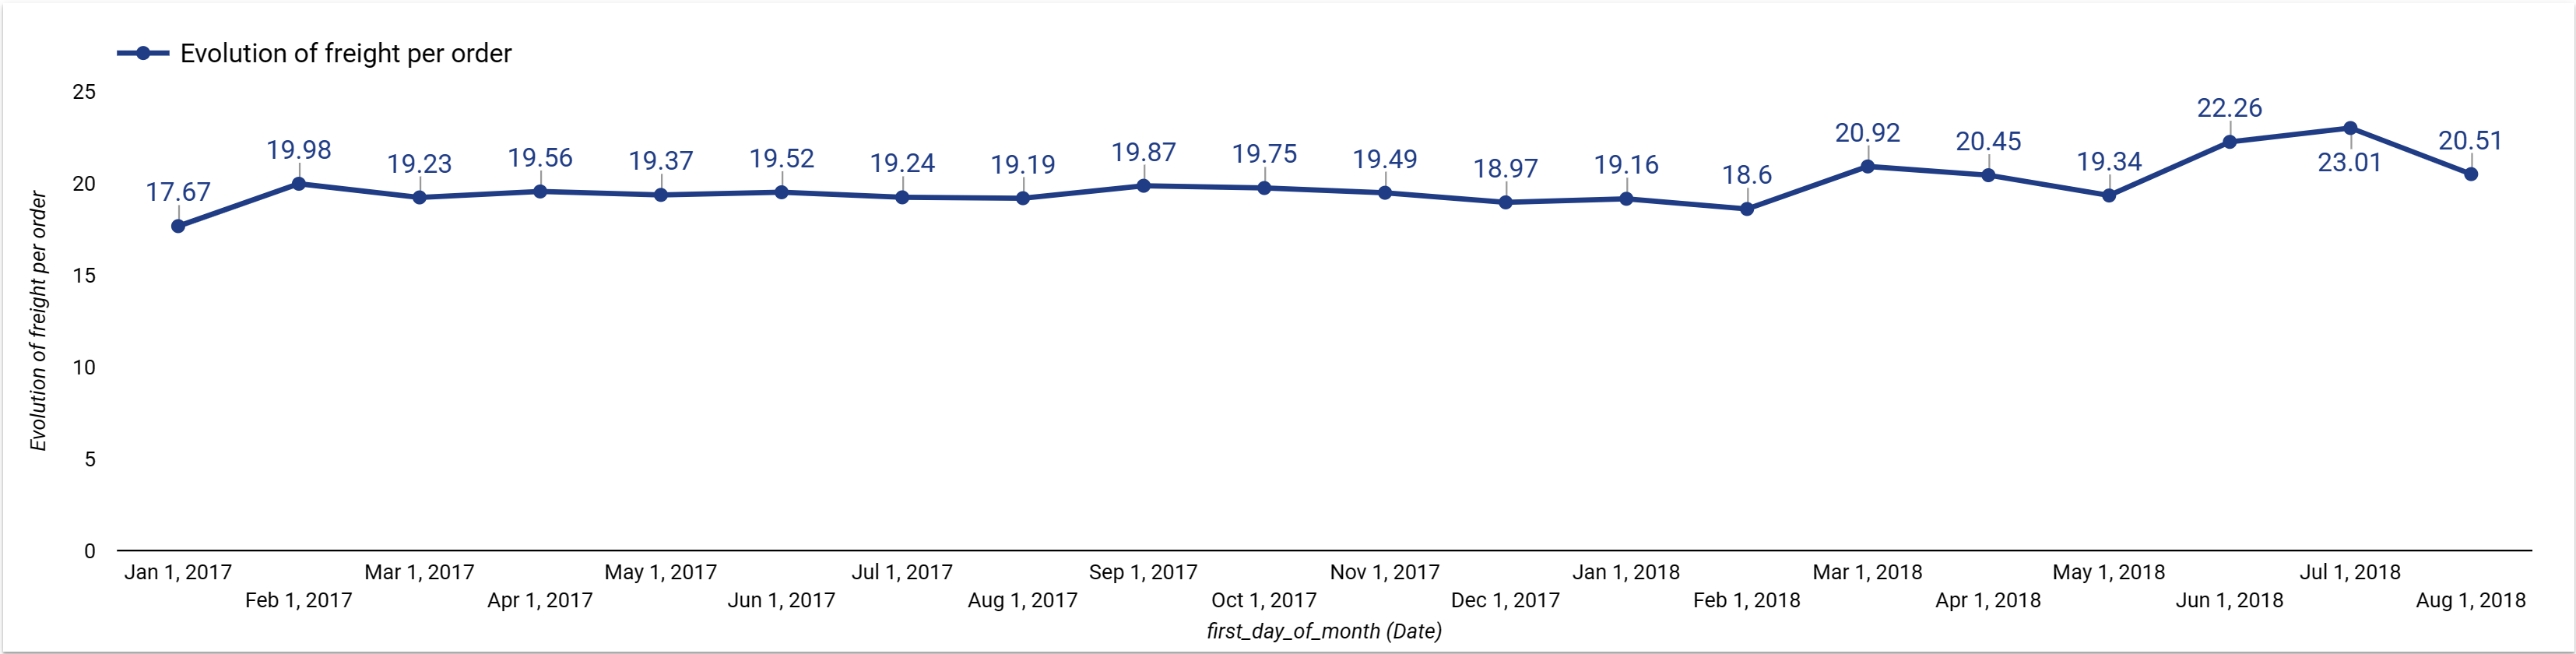 Evolution of freight per order
25
20
15
10
5
0
Evolution of freight per order
17.67
19.98
19.23
19.56
19.37
19.52
19.24
19.19
19.87
19.75
19.49
18.97
19.16
18.6
20.92
20.45
19.34
22.26
23.01
20.51
Jan 1, 2017
Feb 1, 2017
Mar 1, 2017
Apr 1, 2017
May 1, 2017
Jun 1, 2017
Jul 1, 2017
Aug 1, 2017
Sep 1, 2017
Oct 1, 2017
Nov 1, 2017
Dec 1, 2017
Jan 1, 2018
Feb 1, 2018
Mar 1, 2018
Apr 1, 2018
May 1, 2018
Jun 1, 2018
Jul 1, 2018
Aug 1, 2018
first_day_of_month (Date)